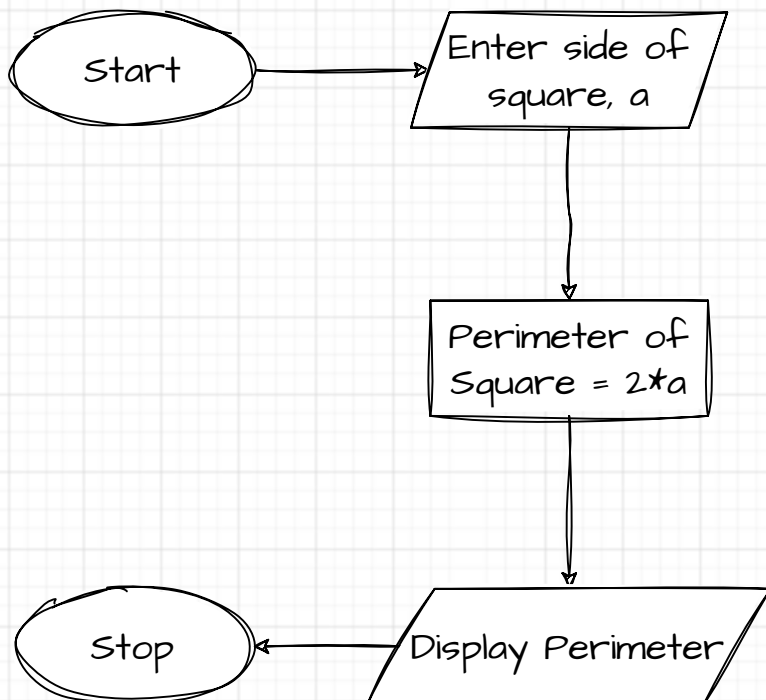 Start
Enter side of
square, a
Perimeter of
Square = 2*a
Display Perimeter
Stop